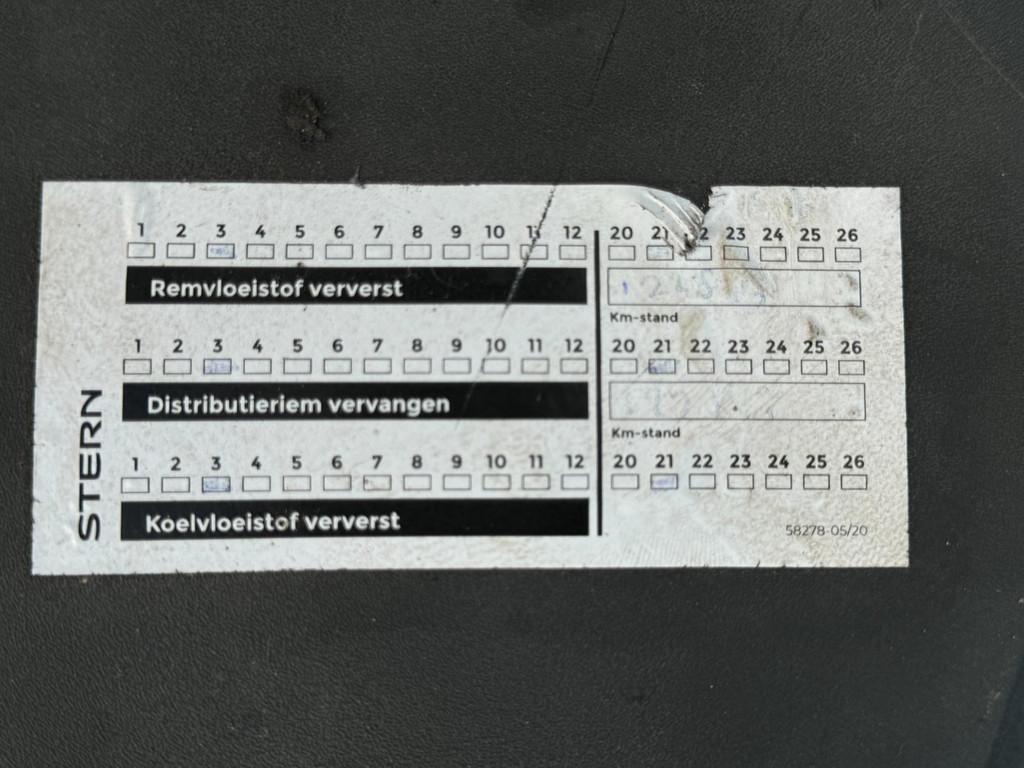 STERN
1 2 3 4 5 6 7 8 9 10 11 12 20 21 22 23 24 25 26
Remvloeistof ververst
Km-stand
1 2 3 4 5 6 7 8 9 10 11 12 20 21 22 23 24 25 26
Distributieriem vervangen
Km-stand
1 2 3 4 5 6 7 8 9 10 11 12 20 21 22 23 24 25 26
Koelvloeistof ververst
58278-05/20